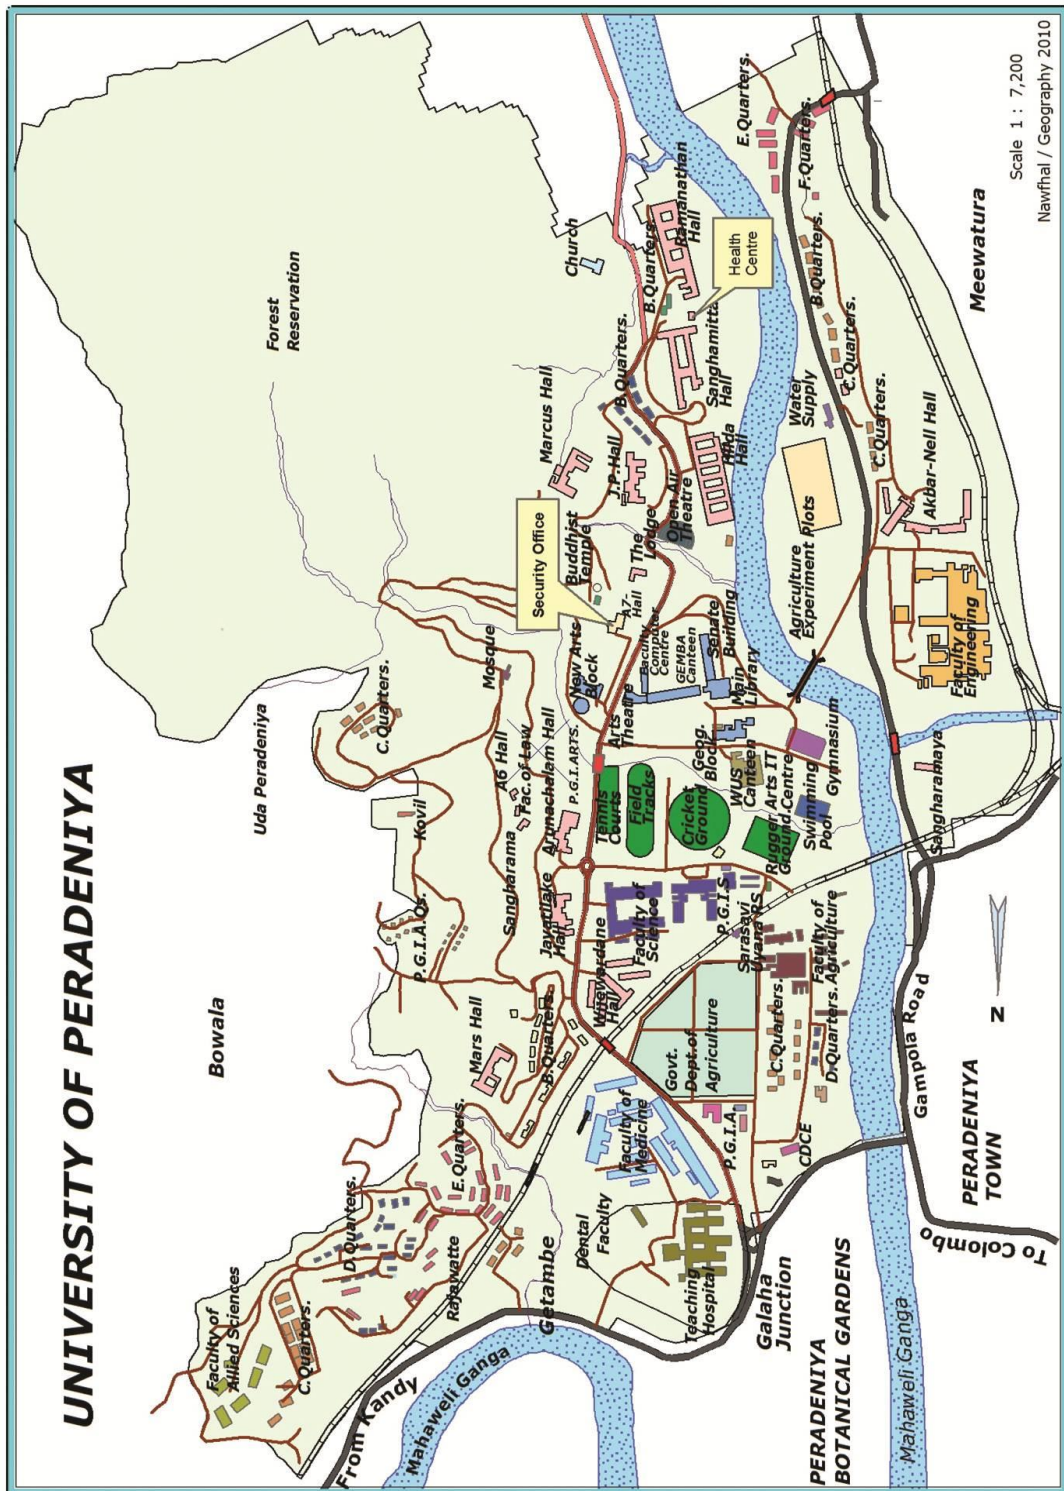 UNIVERSITY OF PERADENIYA
Bowala
Uda Peradeniya
Forest
Reservation
Faculty of
Allied Sciences
C.Quarters.
D.Quarters.
E.Quarters.
Rajawatte
From Kandy
Mahaweli Ganga
Getambe
Mars Hall
B.Quarters.
P.G.I.A.Qs.
Kovil
C.Quarters.
Mosque
Sangharama
A6 Hall
Fac.of Law
Arunachalam Hall
P.G.I.ARTS.
Jayatilake
Hall
Wijewardane
Hall
New Arts
Block
Security Office
Buddhist
Temple
A7-
Hall
The
Lodge
Marcus Hall
J.P.Hall
B.Quarters.
Church
B.Quarters.
Ramanathan
Hall
Health
Centre
Sanghamitta
Hall
Hilda
Hall
Open Air
Theatre
Faculty
Computer
Centre
GEMBA
Canteen
Senate
Building
Arts
Theatre
Main
Library
Geog.
Block
WUS
Canteen
Arts IT
Centre
Tennis
Courts
Field
Tracks
Cricket
Ground
Rugger
Ground
Swimming
Pool
Gymnasium
Faculty of
Science
P.G.I.S.
Sarasavi
Uyana RS
Faculty of
Agriculture
Govt.
Dept.of
Agriculture
C.Quarters.
D.Quarters.
Faculty of
Medicine
P.G.I.A.
CDCE
Dental
Faculty
Teaching
Hospital
Galaha
Junction
PERADENIYA
BOTANICAL GARDENS
Mahaweli Ganga
To Colombo
PERADENIYA
TOWN
Gampola Road
N
Sangharamaya
Faculty of
Engineering
Agriculture
Experiment Plots
Akbar-Nell Hall
Water
Supply
C.Quarters.
C.Quarters.
B.Quarters.
F.Quarters.
E.Quarters.
Meewatura
Scale 1 : 7,200
Nawfhal / Geography 2010